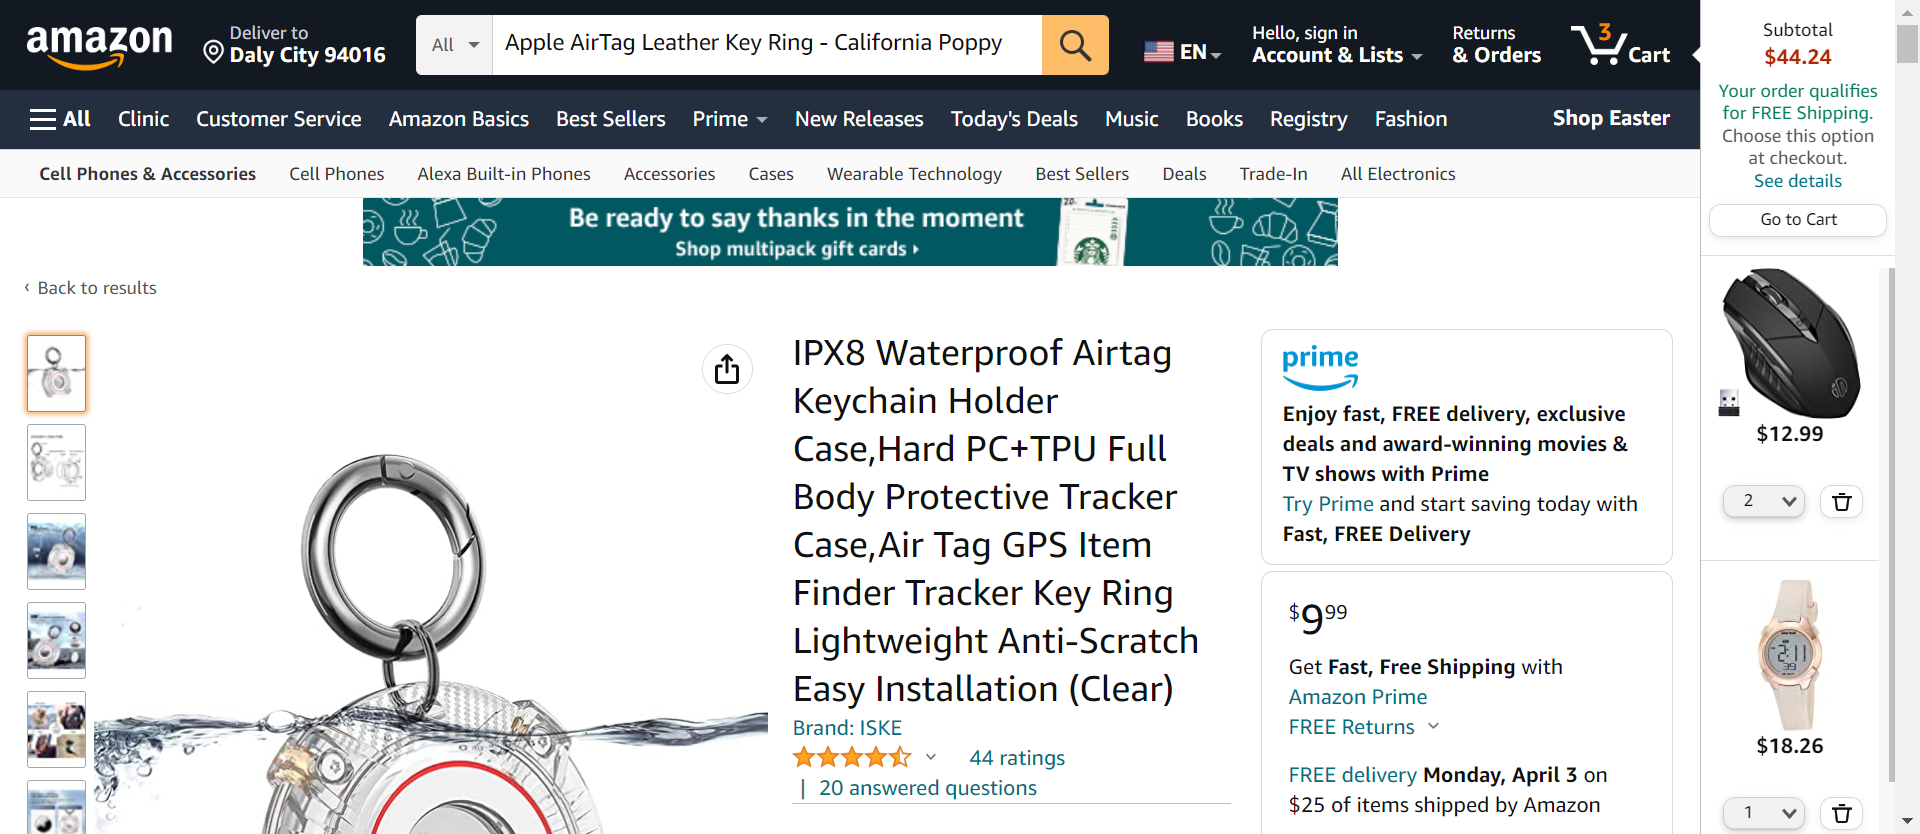 amazon
Deliver to
Daly City 94016
All
Apple AirTag Leather Key Ring - California Poppy
EN
Hello, sign in
Account & Lists
Returns
& Orders
3
Cart
All
Clinic
Customer Service
Amazon Basics
Best Sellers
Prime
New Releases
Today's Deals
Music
Books
Registry
Fashion
Shop Easter
Cell Phones & Accessories
Cell Phones
Alexa Built-in Phones
Accessories
Cases
Wearable Technology
Best Sellers
Deals
Trade-In
All Electronics
Be ready to say thanks in the moment
Shop multipack gift cards
‹ Back to results
IPX8 Waterproof Airtag
Keychain Holder
Case,Hard PC+TPU Full
Body Protective Tracker
Case,Air Tag GPS Item
Finder Tracker Key Ring
Lightweight Anti-Scratch
Easy Installation (Clear)
Brand: ISKE
44 ratings
| 20 answered questions
prime
Enjoy fast, FREE delivery, exclusive
deals and award-winning movies &
TV shows with Prime
Try Prime and start saving today with
Fast, FREE Delivery
$9.99
Get Fast, Free Shipping with
Amazon Prime
FREE Returns
FREE delivery Monday, April 3 on
$25 of items shipped by Amazon
Subtotal
$44.24
Your order qualifies
for FREE Shipping.
Choose this option
at checkout.
See details
Go to Cart
$12.99
2
2:11
39
$18.26
1